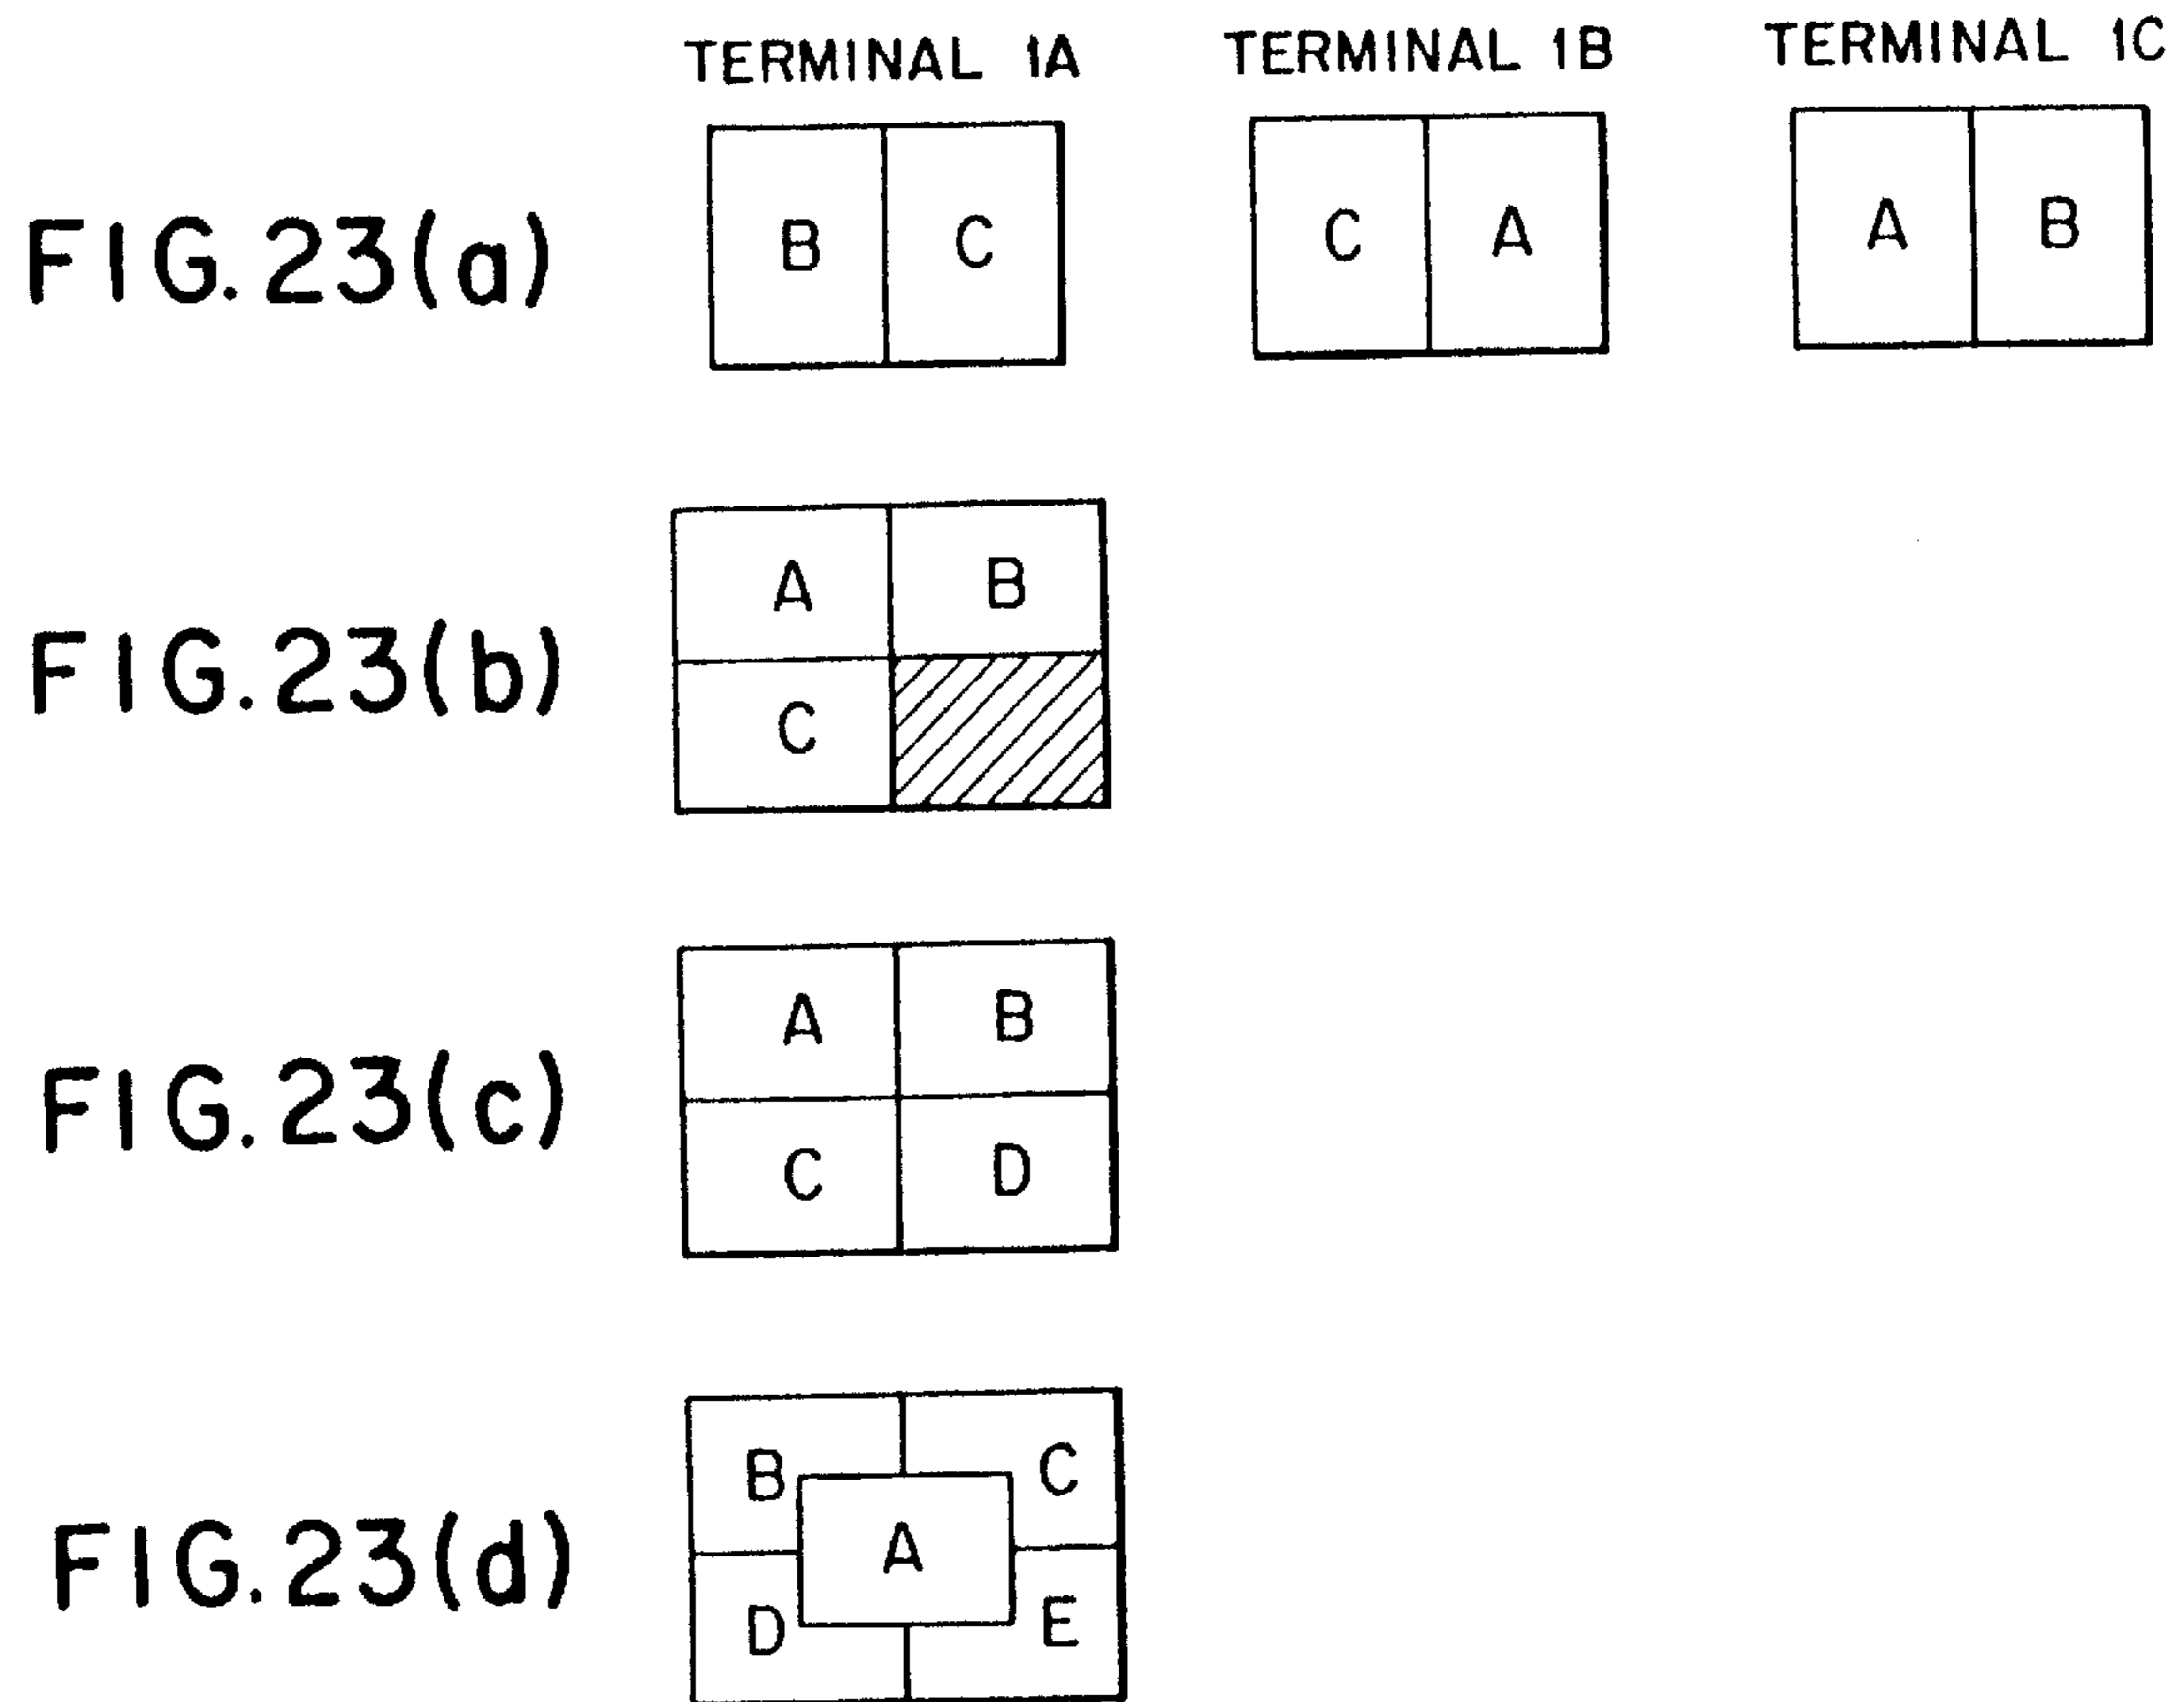 TERMINAL 1A TERMINAL 1B TERMINAL 1C
FIG.23(a) B C C A A B
FIG.23(b)
A B
C
FIG.23(c)
A B
C D
FIG.23(d)
B C
A
D E